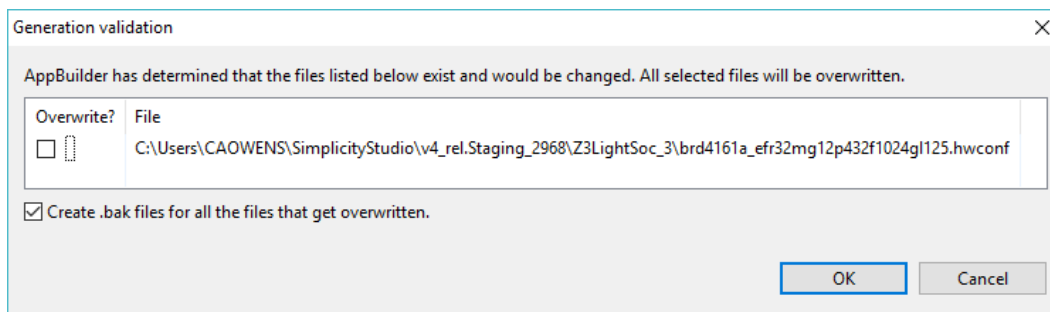 Generation validation
AppBuilder has determined that the files listed below exist and would be changed. All selected files will be overwritten.
Overwrite? File
C:\Users\CAOWENS\SimplicityStudio\v4_rel.Staging_2968\Z3LightSoc_3\brd4161a_efr32mg12p432f1024gl125.hwconf
Create .bak files for all the files that get overwritten.
OK Cancel